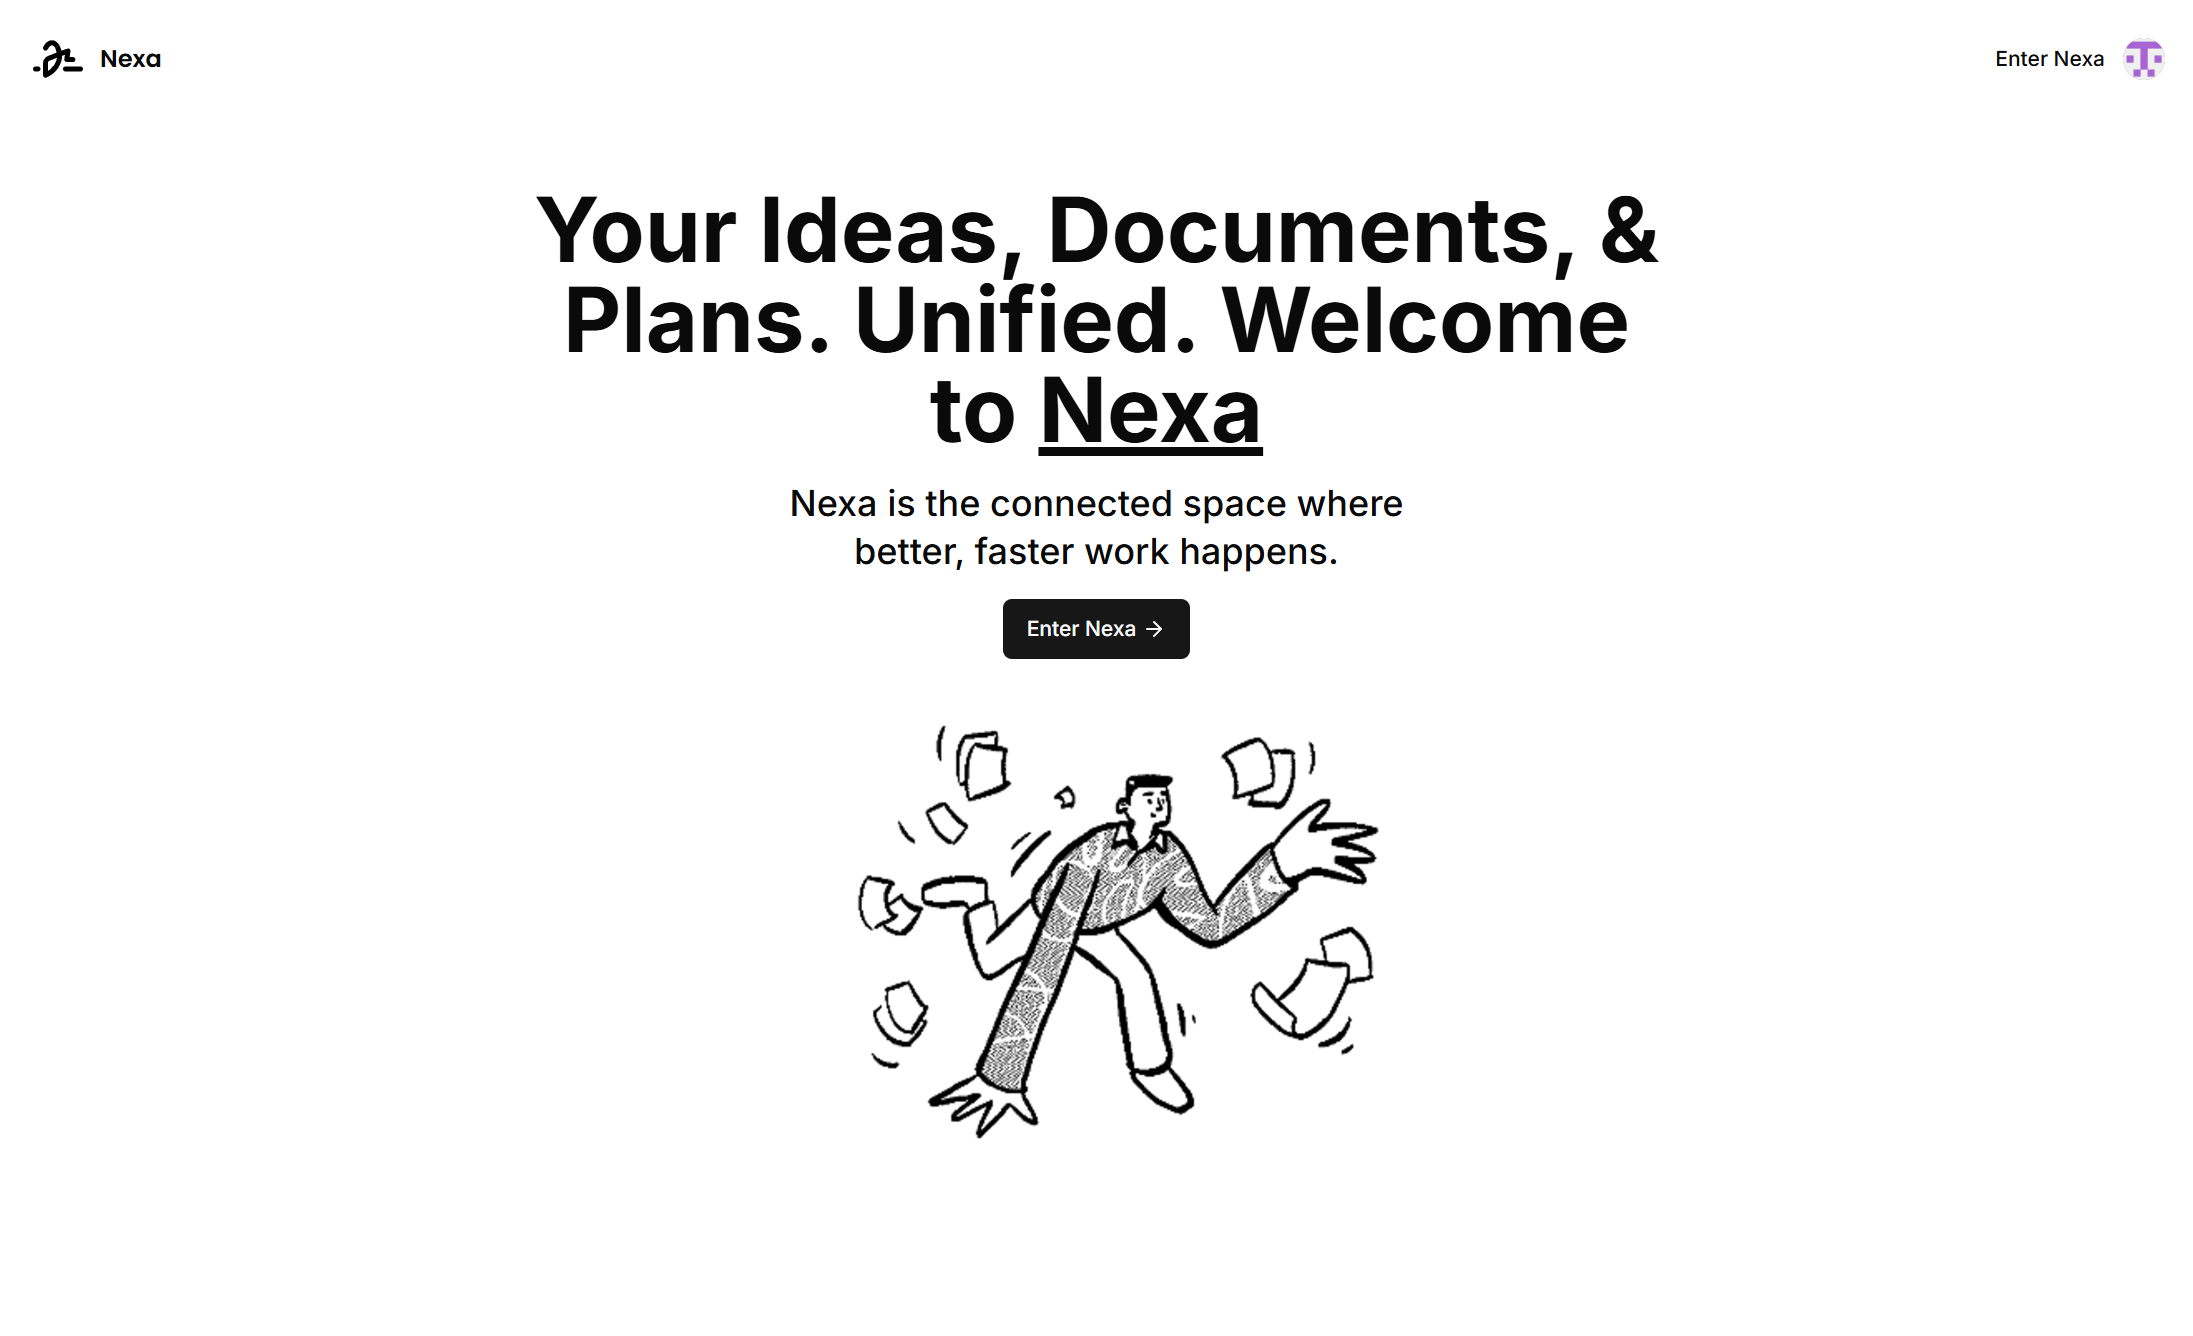 Nexa
Enter Nexa
Your Ideas, Documents, &
Plans. Unified. Welcome
to Nexa
Nexa is the connected space where
better, faster work happens.
Enter Nexa →